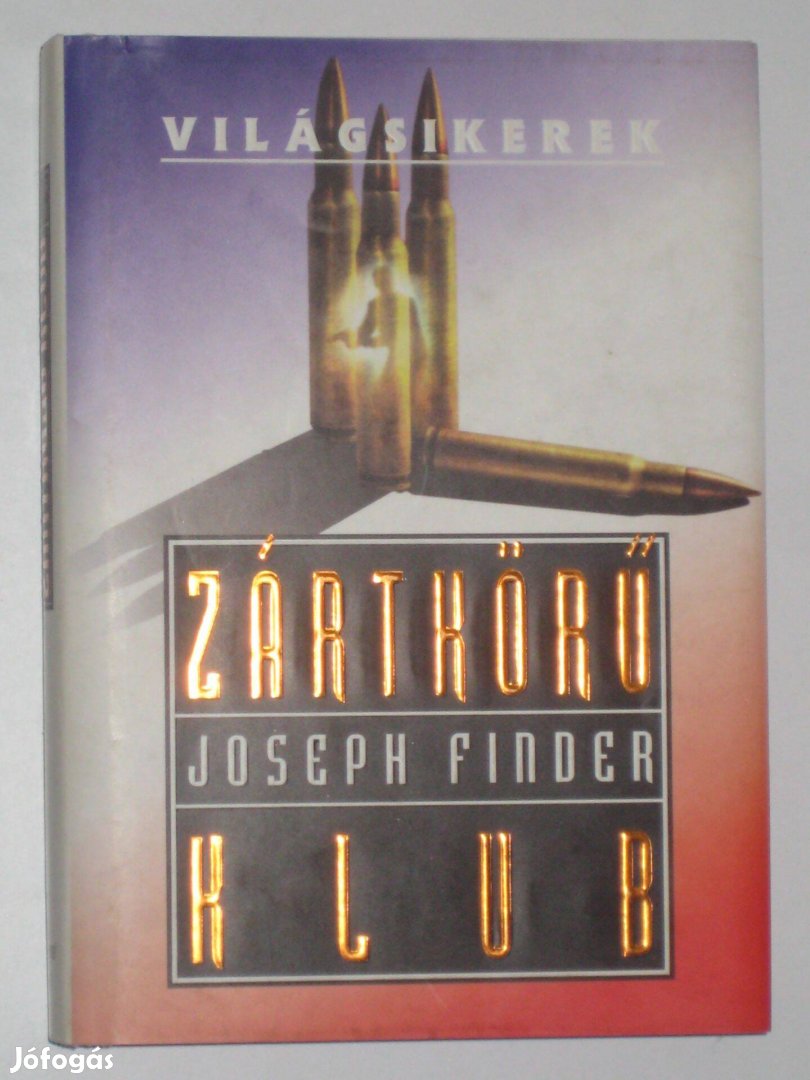 VILÁGSIKEREK
ZÁRTKÖRŰ
JOSEPH FINDER
KLUB
Jófogás